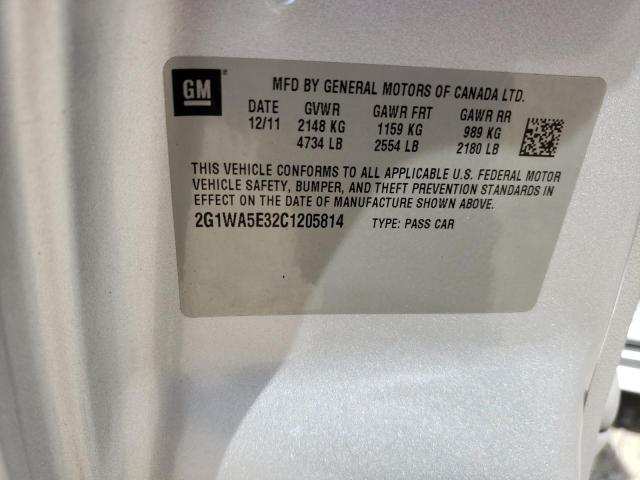 GM
MFD BY GENERAL MOTORS OF CANADA LTD.
DATE GVWR GAWR FRT GAWR RR
12/11 2148 KG 1159 KG 989 KG
4734 LB 2554 LB 2180 LB
THIS VEHICLE CONFORMS TO ALL APPLICABLE U.S. FEDERAL MOTOR
VEHICLE SAFETY, BUMPER, AND THEFT PREVENTION STANDARDS IN
EFFECT ON THE DATE OF MANUFACTURE SHOWN ABOVE.
2G1WA5E32C1205814 TYPE: PASS CAR